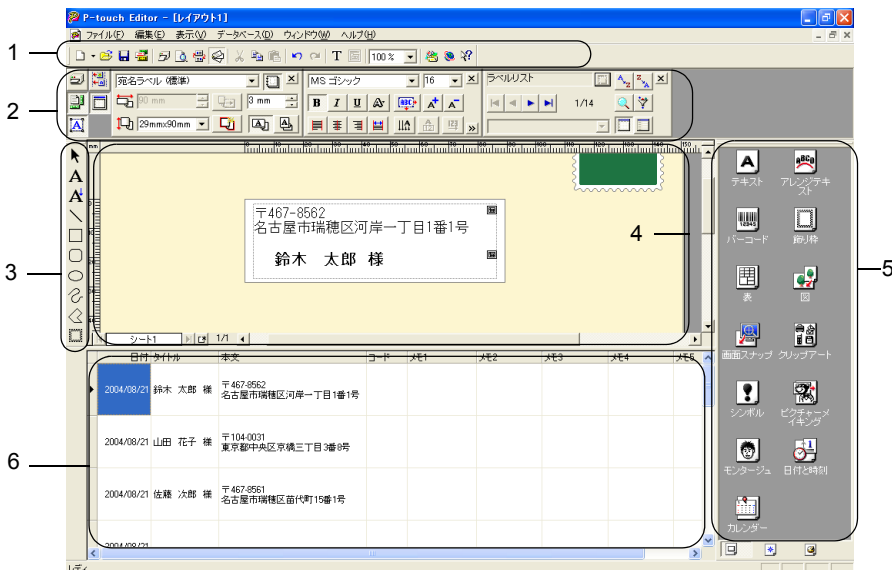 P-touch Editor - [レイアウト1]
ファイル(F) 編集(E) 表示(V) データベース(D) ウィンドウ(W) ヘルプ(H)
1
100 %
2
宛名ラベル (標準)
MS ゴシック
16
ラベルリスト
90 mm
3 mm
B I U
1/14
29mmx90mm
mm
3
〒467-8562
名古屋市瑞穂区河岸一丁目1番1号
鈴木 太郎 様
4
シート1
1/1
テキスト
アレンジテキスト
バーコード
飾り枠
表
図
画面スナップ
クリップアート
シンボル
ピクチャーメイキング
モンタージュ
日付と時刻
カレンダー
5
日付 タイトル 本文 コード メモ1 メモ2 メモ3 メモ4 メモ5
2004/08/21 鈴木 太郎 様 〒467-8562
名古屋市瑞穂区河岸一丁目1番1号
2004/08/21 山田 花子 様 〒104-0031
東京都中央区京橋三丁目3番8号
6
2004/08/21 佐藤 次郎 様 〒467-8561
名古屋市瑞穂区苗代町15番1号
2004/08/21
レディ